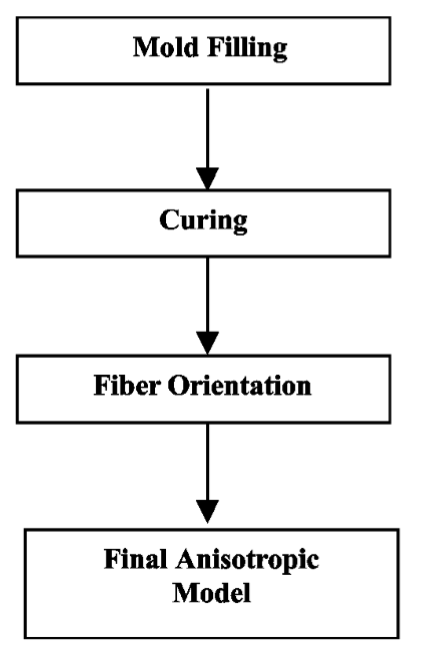 Mold Filling
Curing
Fiber Orientation
Final Anisotropic
Model